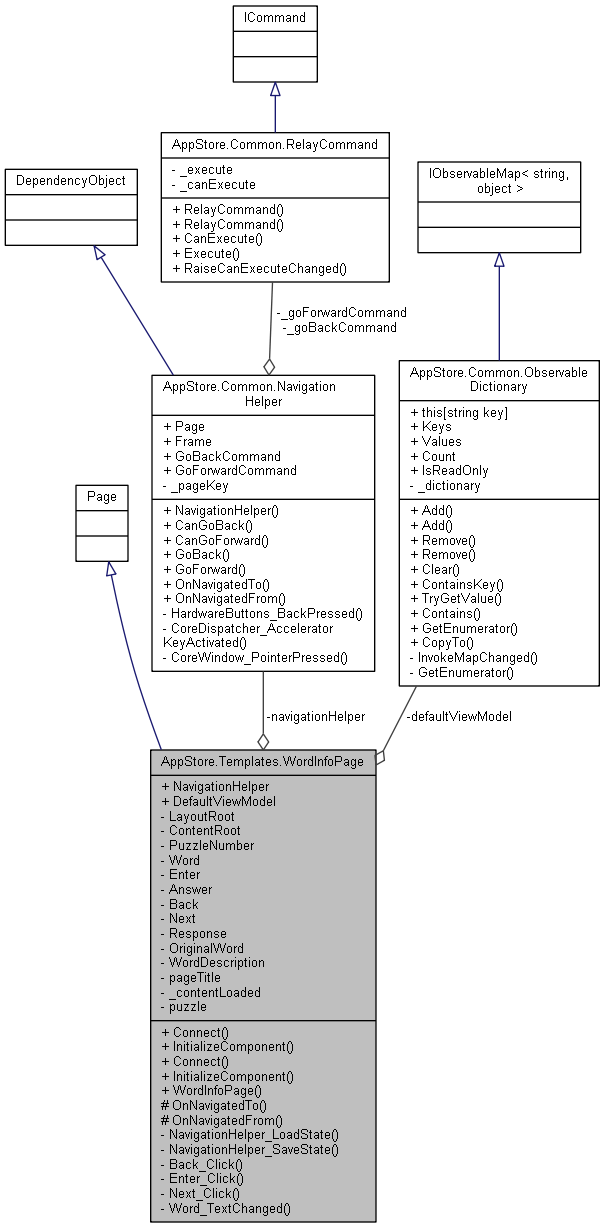 ICommand
AppStore.Common.RelayCommand
- _execute
- _canExecute
+ RelayCommand()
+ RelayCommand()
+ CanExecute()
+ Execute()
+ RaiseCanExecuteChanged()
DependencyObject
IObservableMap< string,
object >
-_goForwardCommand
-_goBackCommand
AppStore.Common.Navigation
Helper
+ Page
+ Frame
+ GoBackCommand
+ GoForwardCommand
- _pageKey
+ NavigationHelper()
+ CanGoBack()
+ CanGoForward()
+ GoBack()
+ GoForward()
+ OnNavigatedTo()
+ OnNavigatedFrom()
- HardwareButtons_BackPressed()
- CoreDispatcher_Accelerator
KeyActivated()
- CoreWindow_PointerPressed()
AppStore.Common.Observable
Dictionary
+ this[string key]
+ Keys
+ Values
+ Count
+ IsReadOnly
- _dictionary
+ Add()
+ Add()
+ Remove()
+ Remove()
+ Clear()
+ ContainsKey()
+ TryGetValue()
+ Contains()
+ GetEnumerator()
+ CopyTo()
- InvokeMapChanged()
- GetEnumerator()
Page
-navigationHelper
-defaultViewModel
AppStore.Templates.WordInfoPage
+ NavigationHelper
+ DefaultViewModel
- LayoutRoot
- ContentRoot
- PuzzleNumber
- Word
- Enter
- Answer
- Back
- Next
- Response
- OriginalWord
- WordDescription
- pageTitle
- _contentLoaded
- puzzle
+ Connect()
+ InitializeComponent()
+ Connect()
+ InitializeComponent()
+ WordInfoPage()
# OnNavigatedTo()
# OnNavigatedFrom()
- NavigationHelper_LoadState()
- NavigationHelper_SaveState()
- Back_Click()
- Enter_Click()
- Next_Click()
- Word_TextChanged()